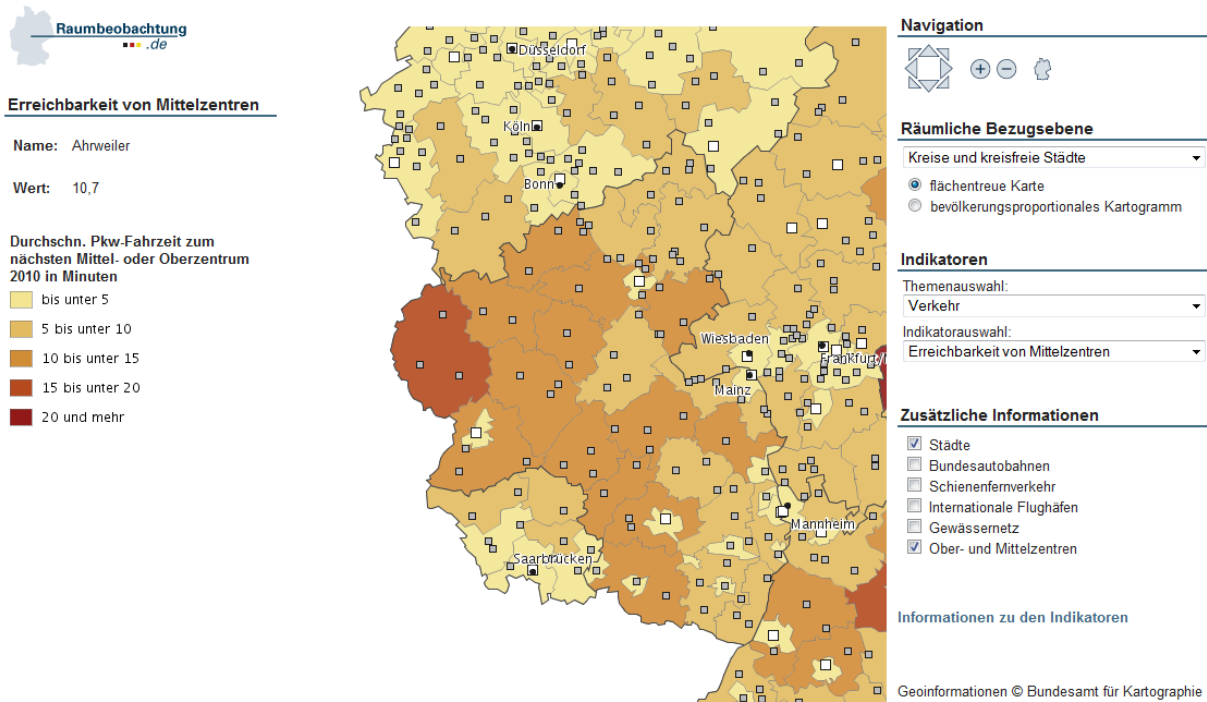 Raumbeobachtung
.de
Erreichbarkeit von Mittelzentren
Name: Ahrweiler
Wert: 10,7
Durchschn. Pkw-Fahrzeit zum
nächsten Mittel- oder Oberzentrum
2010 in Minuten
bis unter 5
5 bis unter 10
10 bis unter 15
15 bis unter 20
20 und mehr
Düsseldorf
Köln
Bonn
Wiesbaden
Frankfurt/
Mainz
Mannheim
Saarbrücken
Navigation
Räumliche Bezugsebene
Kreise und kreisfreie Städte
flächentreue Karte
bevölkerungsproportionales Kartogramm
Indikatoren
Themenauswahl:
Verkehr
Indikatorauswahl:
Erreichbarkeit von Mittelzentren
Zusätzliche Informationen
Städte
Bundesautobahnen
Schienenfernverkehr
Internationale Flughäfen
Gewässernetz
Ober- und Mittelzentren
Informationen zu den Indikatoren
Geoinformationen © Bundesamt für Kartographie